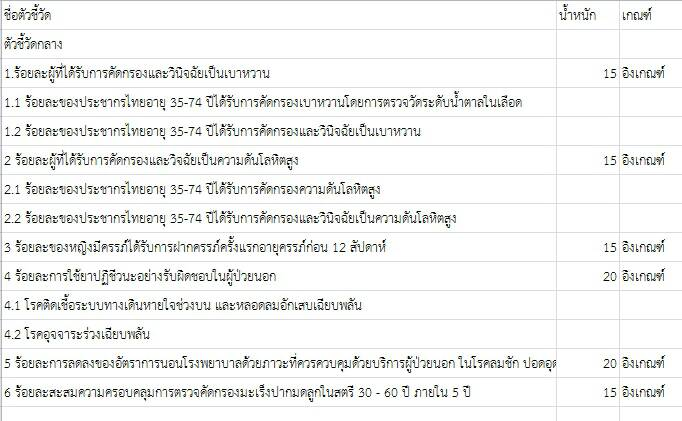 ชื่อตัวชี้วัด น้ำหนัก เกณฑ์
ตัวชี้วัดกลาง
1.ร้อยละผู้ที่ได้รับการคัดกรองและวินิจฉัยเป็นเบาหวาน 15 อิงเกณฑ์
1.1 ร้อยละของประชากรไทยอายุ 35-74 ปีได้รับการคัดกรองเบาหวานโดยการตรวจวัดระดับน้ำตาลในเลือด
1.2 ร้อยละของประชากรไทยอายุ 35-74 ปีได้รับการคัดกรองและวินิจฉัยเป็นเบาหวาน
2 ร้อยละผู้ที่ได้รับการคัดกรองและวิจฉัยเป็นความดันโลหิตสูง 15 อิงเกณฑ์
2.1 ร้อยละของประชากรไทยอายุ 35-74 ปีได้รับการคัดกรองความดันโลหิตสูง
2.2 ร้อยละของประชากรไทยอายุ 35-74 ปีได้รับการคัดกรองและวินิจฉัยเป็นความดันโลหิตสูง
3 ร้อยละของหญิงมีครรภ์ได้รับการฝากครรภ์ครั้งแรกอายุครรภ์ก่อน 12 สัปดาห์ 15 อิงเกณฑ์
4 ร้อยละการใช้ยาปฏิชีวนะอย่างรับผิดชอบในผู้ป่วยนอก 20 อิงเกณฑ์
4.1 โรคติดเชื้อระบบทางเดินหายใจช่วงบน และหลอดลมอักเสบเฉียบพลัน
4.2 โรคอุจจาระร่วงเฉียบพลัน
5 ร้อยละการลดลงของอัตราการนอนโรงพยาบาลด้วยภาวะที่ควรควบคุมด้วยบริการผู้ป่วยนอก ในโรคลมชัก ปอดอุด 20 อิงเกณฑ์
6 ร้อยละสะสมความครอบคลุมการตรวจคัดกรองมะเร็งปากมดลูกในสตรี 30 - 60 ปี ภายใน 5 ปี 15 อิงเกณฑ์